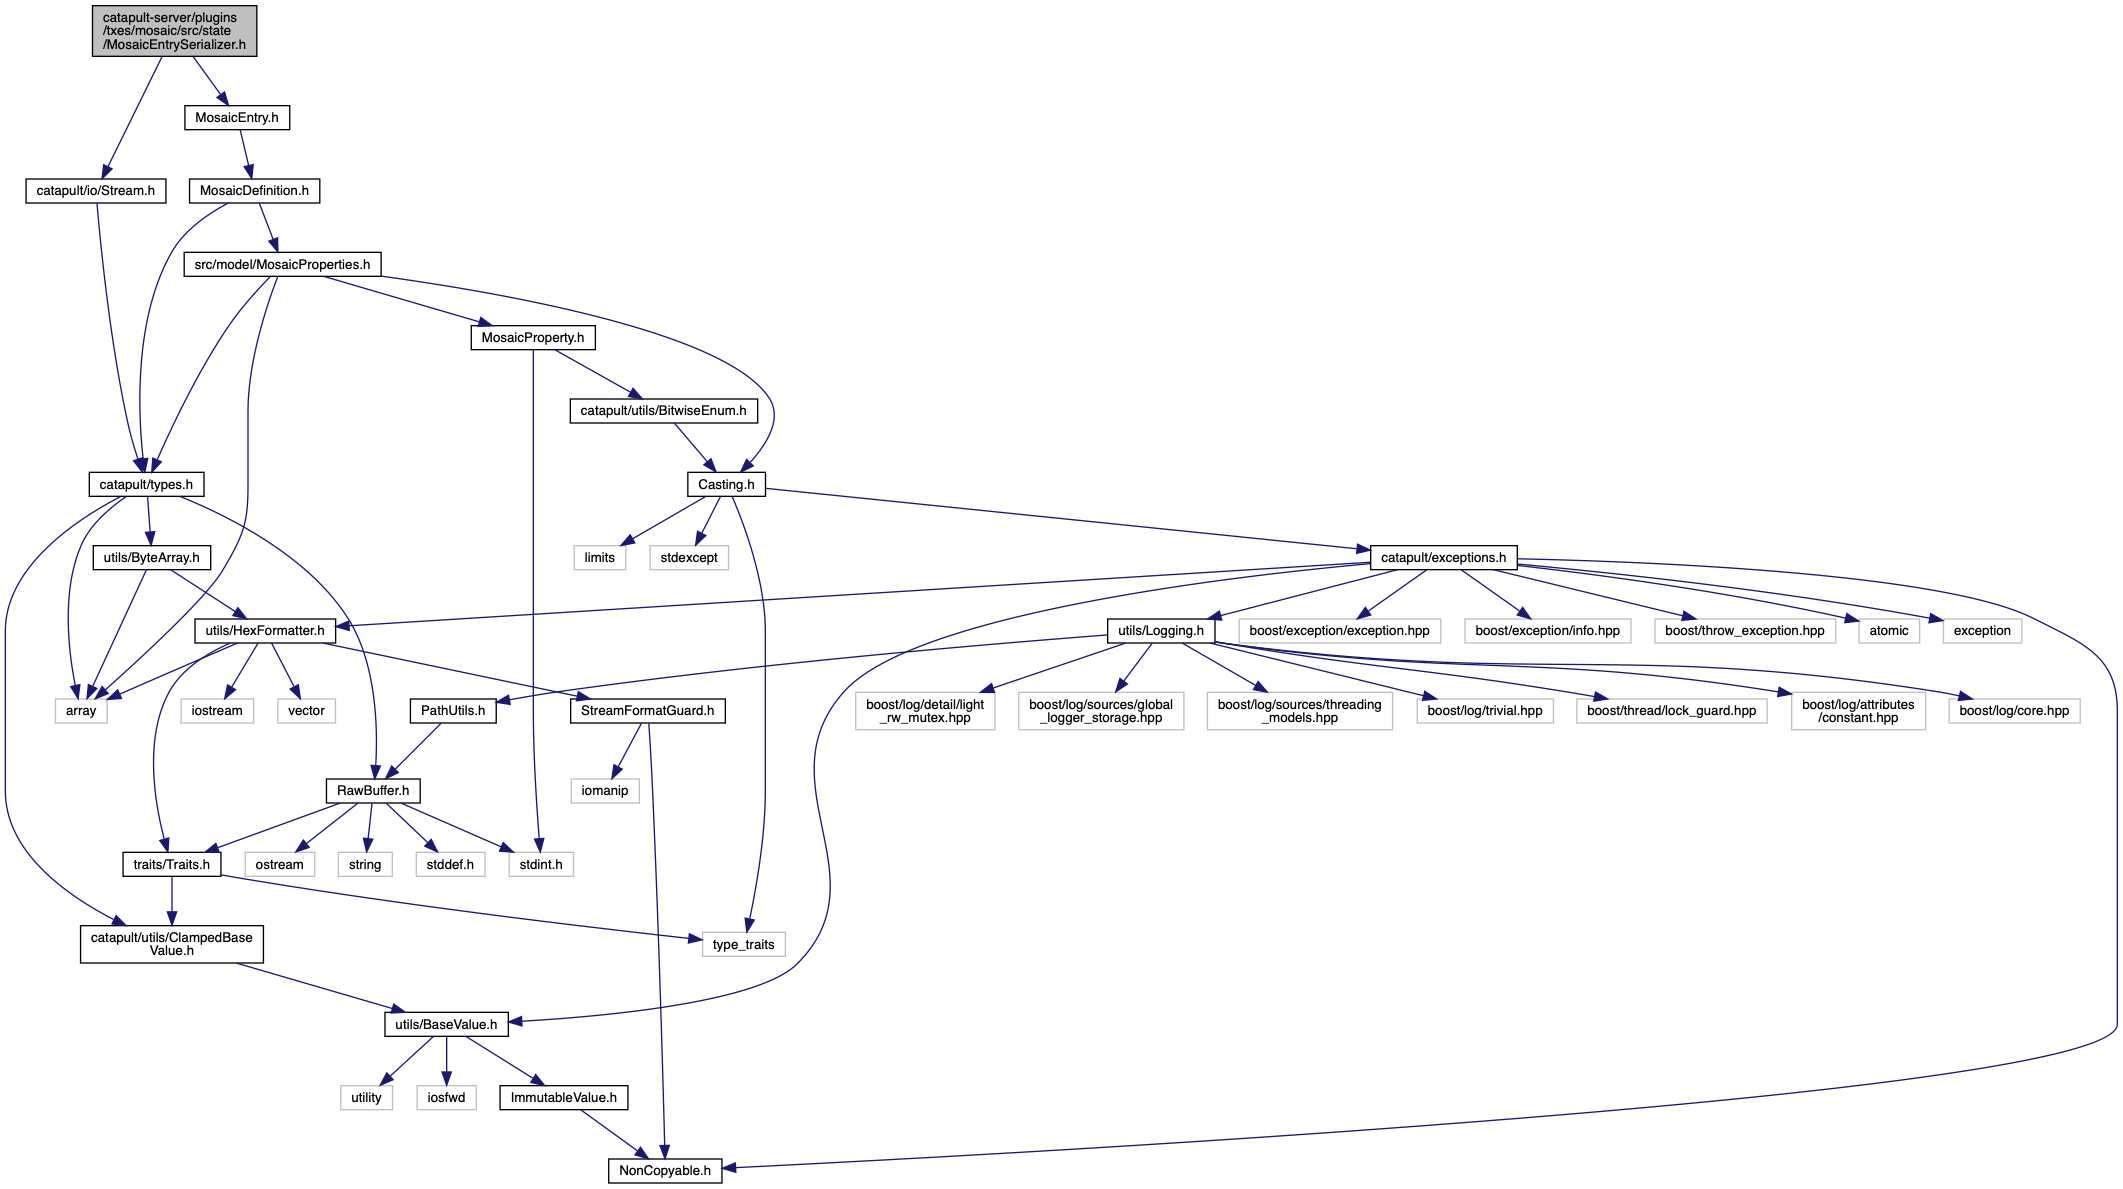 catapult-server/plugins
/txes/mosaic/src/state
/MosaicEntrySerializer.h
MosaicEntry.h
catapult/io/Stream.h
MosaicDefinition.h
src/model/MosaicProperties.h
MosaicProperty.h
catapult/utils/BitwiseEnum.h
catapult/types.h
Casting.h
utils/ByteArray.h
limits
stdexcept
catapult/exceptions.h
utils/HexFormatter.h
utils/Logging.h
boost/exception/exception.hpp
boost/exception/info.hpp
boost/throw_exception.hpp
atomic
exception
array
iostream
vector
PathUtils.h
StreamFormatGuard.h
boost/log/detail/light
_rw_mutex.hpp
boost/log/sources/global
_logger_storage.hpp
boost/log/sources/threading
_models.hpp
boost/log/trivial.hpp
boost/thread/lock_guard.hpp
boost/log/attributes
/constant.hpp
boost/log/core.hpp
RawBuffer.h
iomanip
traits/Traits.h
ostream
string
stddef.h
stdint.h
catapult/utils/ClampedBase
Value.h
type_traits
utils/BaseValue.h
utility
iosfwd
ImmutableValue.h
NonCopyable.h